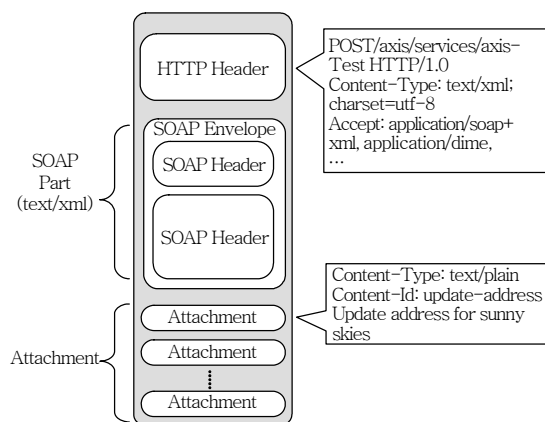 HTTP Header
POST/axis/services/axis-
Test HTTP/1.0
Content-Type: text/xml;
charset=utf-8
Accept: application/soap+
xml, application/dime,
…
SOAP
Part
(text/xml)
SOAP Envelope
SOAP Header
SOAP Header
Content-Type: text/plain
Content-Id: update-address
Update address for sunny
skies
Attachment
Attachment
Attachment
Attachment